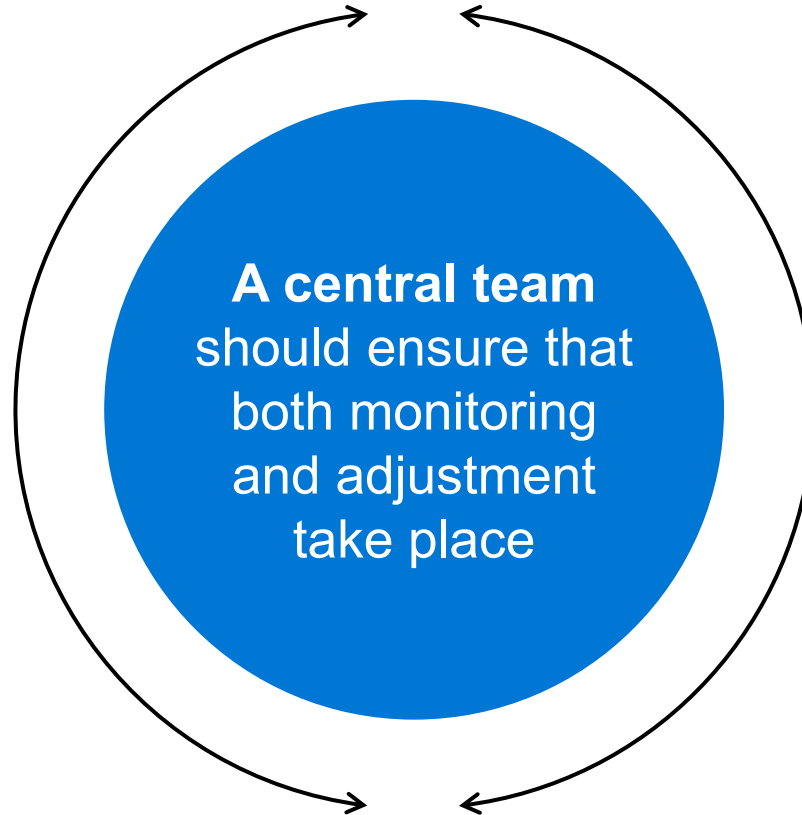 A central team
should ensure that
both monitoring
and adjustment
take place